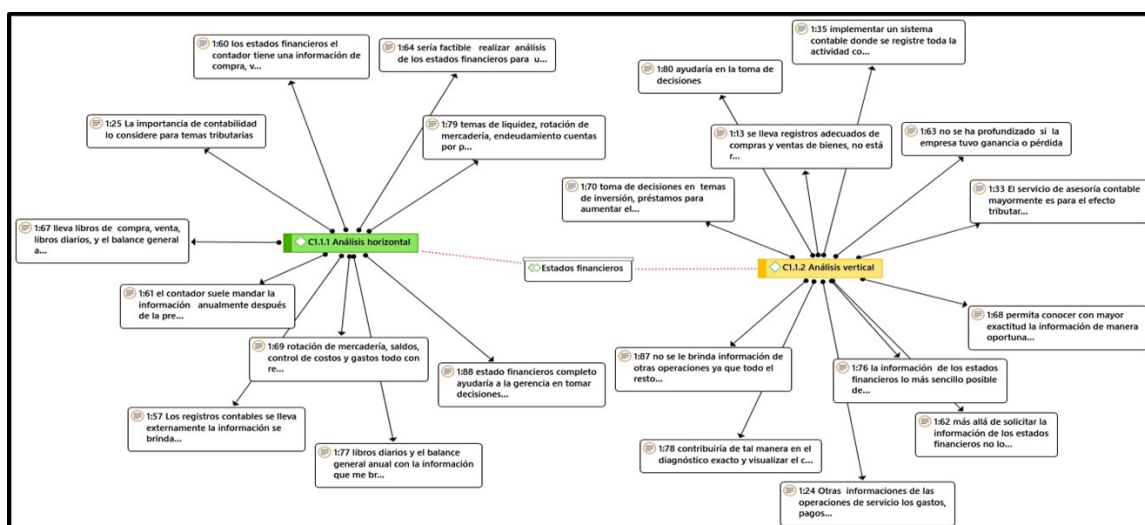 1:60 los estados financieros el
contador tiene una información de
compra, v...
1:64 sería factible realizar análisis
de los estados financieros para u...
1:25 La importancia de contabilidad
lo considere para temas tributarias
1:79 temas de liquidez, rotación de
mercadería, endeudamiento cuentas
por p...
1:67 lleva libros de compra, venta,
libros diarios, y el balance general
a...
C1.1.1 Análisis horizontal
1:61 el contador suele mandar la
información anualmente después
de la pre...
1:69 rotación de mercadería, saldos,
control de costos y gastos todo con
re...
1:88 estado financieros completo
ayudaría a la gerencia en tomar
decisiones...
1:57 Los registros contables se lleva
externamente la información se
brinda...
1:77 libros diarios y el balance
general anual con la información
que me br...
Estados financieros
1:35 implementar un sistema
contable donde se registre toda la
actividad co...
1:80 ayudaría en la toma de
decisiones
1:13 se lleva registros adecuados de
compras y ventas de bienes, no está
r...
1:63 no se ha profundizado si la
empresa tuvo ganancia o pérdida
1:70 toma de decisiones en temas
de inversión, préstamos para
aumentar el...
1:33 El servicio de asesoría contable
mayormente es para el efecto
tributar...
C1.1.2 Análisis vertical
1:68 permita conocer con mayor
exactitud la información de manera
oportuna...
1:87 no se le brinda información de
otras operaciones ya que todo el
resto...
1:76 la información de los estados
financieros lo más sencillo posible
de...
1:62 más allá de solicitar la
información de los estados
financieros no lo...
1:78 contribuiría de tal manera en el
diagnóstico exacto y visualizar el c...
1:24 Otras informaciones de las
operaciones de servicio los gastos,
pagos...